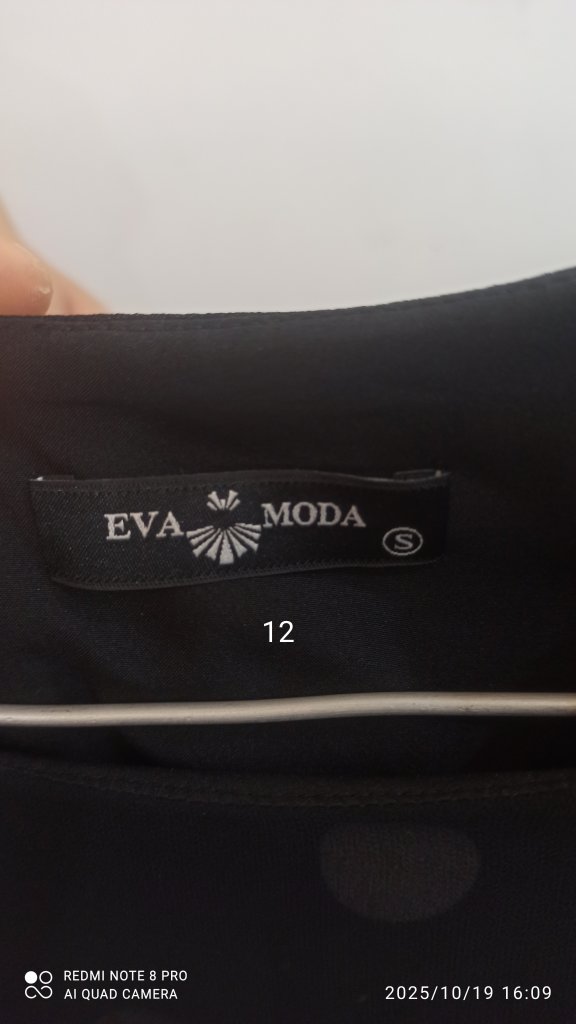 EVA MODA
S
12
REDMI NOTE 8 PRO
AI QUAD CAMERA
2025/10/19 16:09